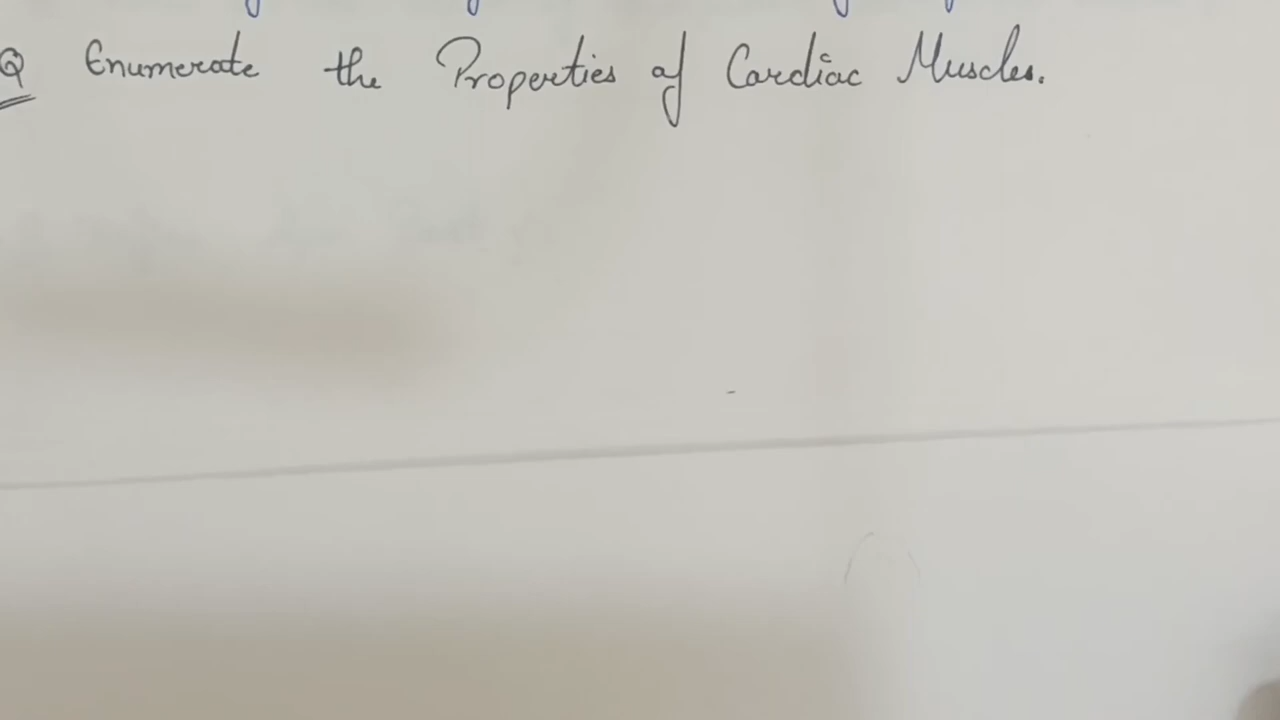 Q Enumerate the Properties of Cardiac Muscles.